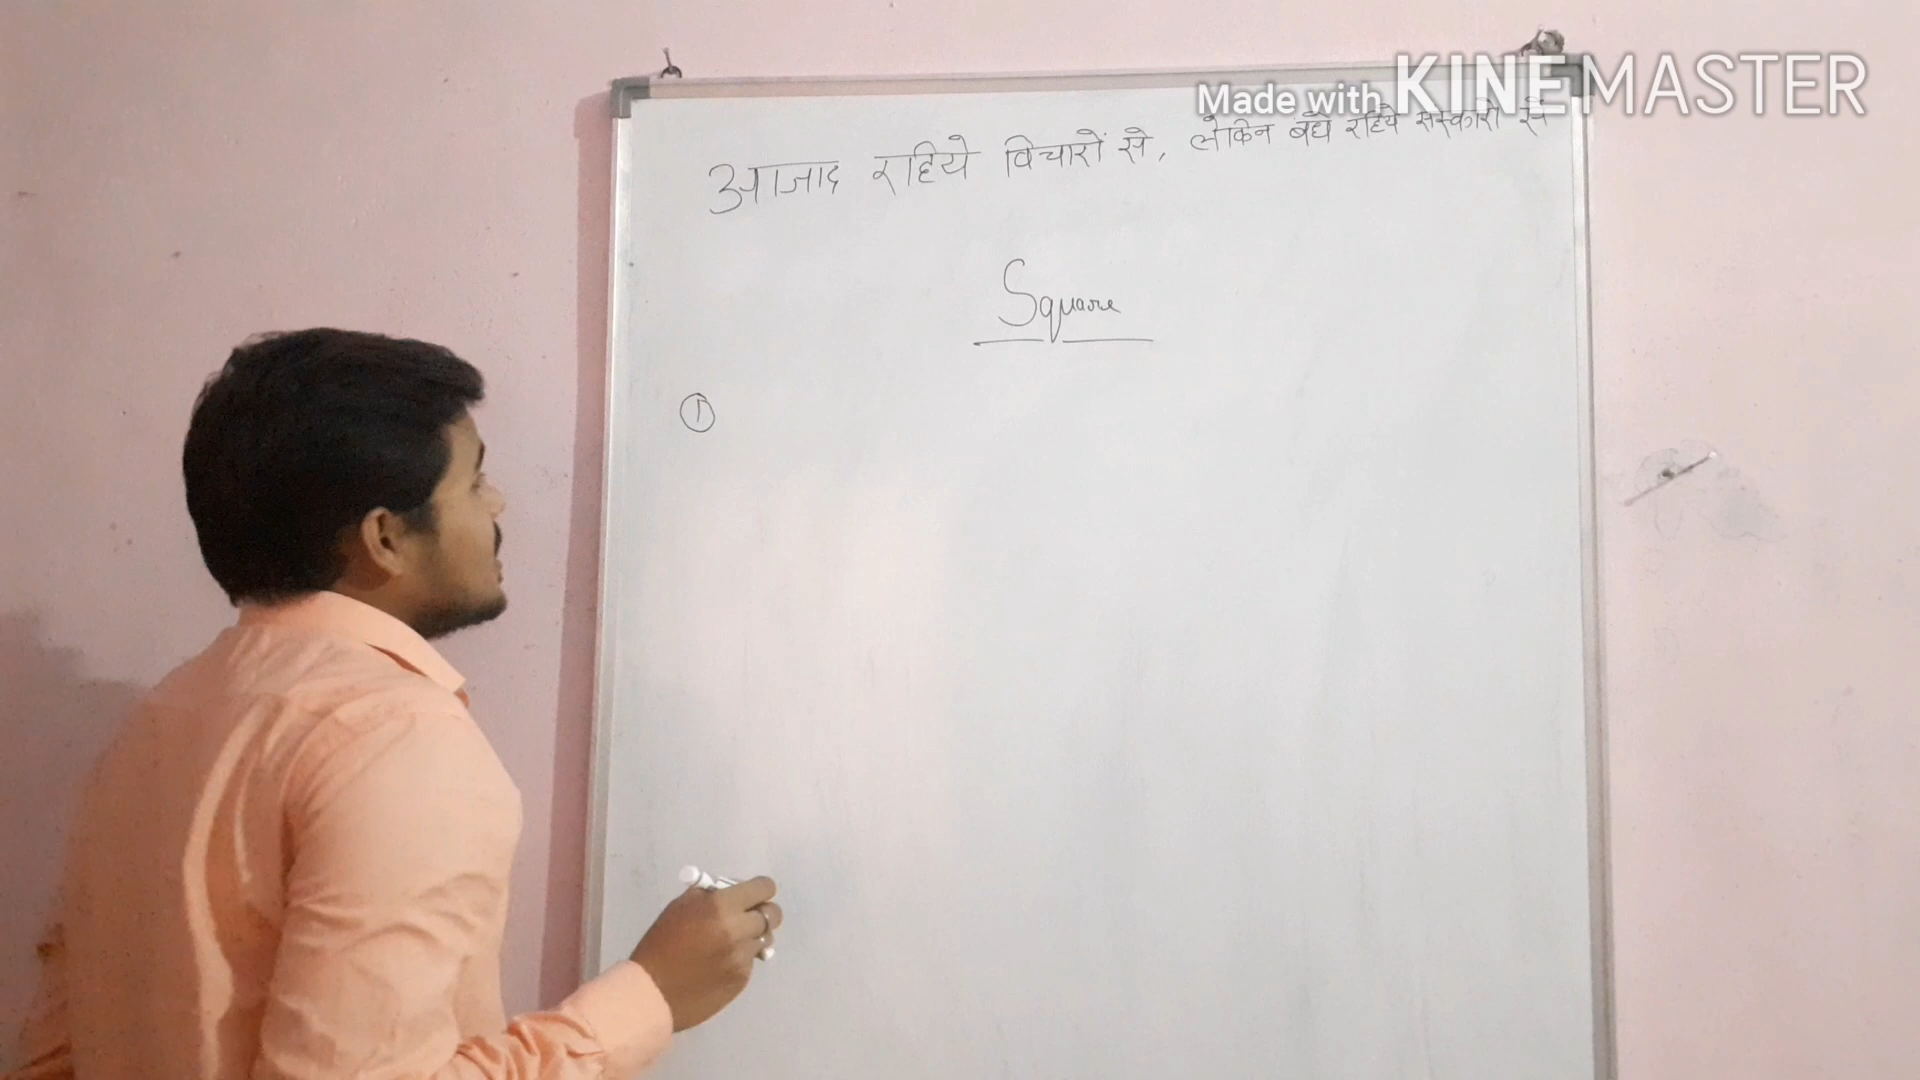 Made with KINEMASTER
आजाद रहिये विचारों से, लेकिन बंधे रहिये संस्कारों से
Square
①